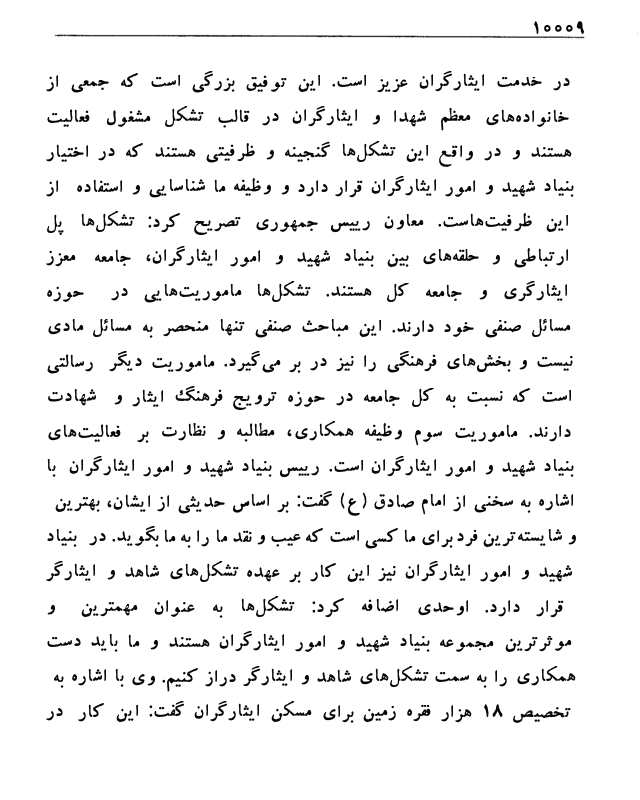 ۱۰۰۰۹
در خدمت ایثارگران عزیز است. این توفیق بزرگی است که جمعی از
خانواده‌های معظم شهدا و ایثارگران در قالب تشکل مشغول فعالیت
هستند و در واقع این تشکل‌ها گنجینه و ظرفیتی هستند که در اختیار
بنیاد شهید و امور ایثارگران قرار دارد و وظیفه ما شناسایی و استفاده از
این ظرفیت‌هاست. معاون رییس جمهوری تصریح کرد: تشکل‌ها پل
ارتباطی و حلقه‌های بین بنیاد شهید و امور ایثارگران، جامعه معزز
ایثارگری و جامعه کل هستند. تشکل‌ها ماموریت‌هایی در حوزه
مسائل صنفی خود دارند. این مباحث صنفی تنها منحصر به مسائل مادی
نیست و بخش‌های فرهنگی را نیز در بر می‌گیرد. ماموریت دیگر رسالتی
است که نسبت به کل جامعه در حوزه ترویج فرهنگ ایثار و شهادت
دارند. ماموریت سوم وظیفه همکاری، مطالبه و نظارت بر فعالیت‌های
بنیاد شهید و امور ایثارگران است. رییس بنیاد شهید و امور ایثارگران با
اشاره به سخنی از امام صادق (ع) گفت: بر اساس حدیثی از ایشان، بهترین
و شایسته‌ترین فرد برای ما کسی است که عیب و نقد ما را به ما بگوید. در بنیاد
شهید و امور ایثارگران نیز این کار بر عهده تشکل‌های شاهد و ایثارگر
قرار دارد. اوحدی اضافه کرد: تشکل‌ها به عنوان مهمترین و
موثرترین مجموعه بنیاد شهید و امور ایثارگران هستند و ما باید دست
همکاری را به سمت تشکل‌های شاهد و ایثارگر دراز کنیم. وی با اشاره به
تخصیص ۱۸ هزار فقره زمین برای مسکن ایثارگران گفت: این کار در